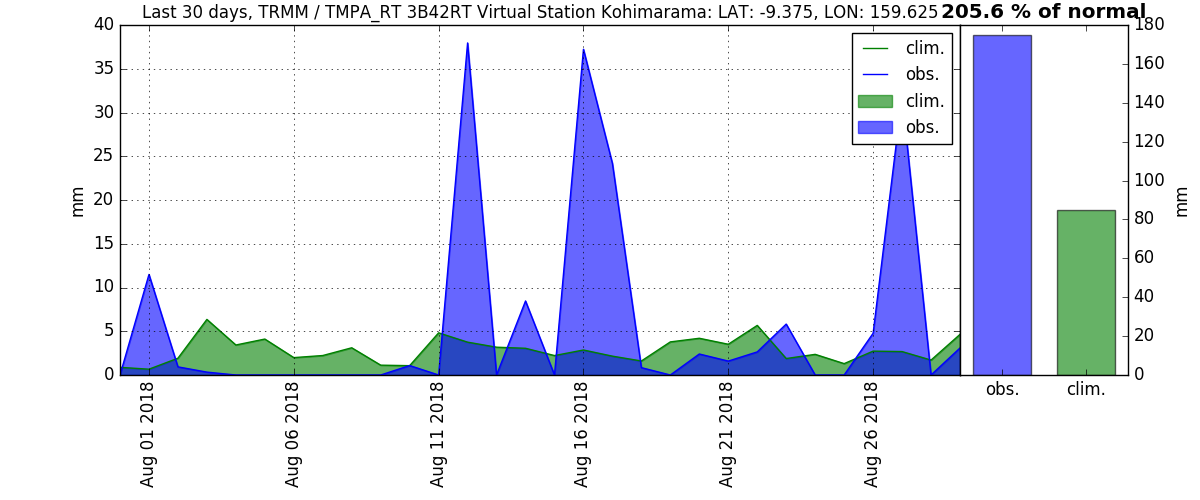 Last 30 days, TRMM / TMPA_RT 3B42RT Virtual Station Kohimarama: LAT: -9.375, LON: 159.625
205.6 % of normal
40
35
30
25
20
15
10
5
0
mm
clim.
obs.
clim.
obs.
Aug 01 2018
Aug 06 2018
Aug 11 2018
Aug 16 2018
Aug 21 2018
Aug 26 2018
180
160
140
120
100
80
60
40
20
0
mm
obs.
clim.